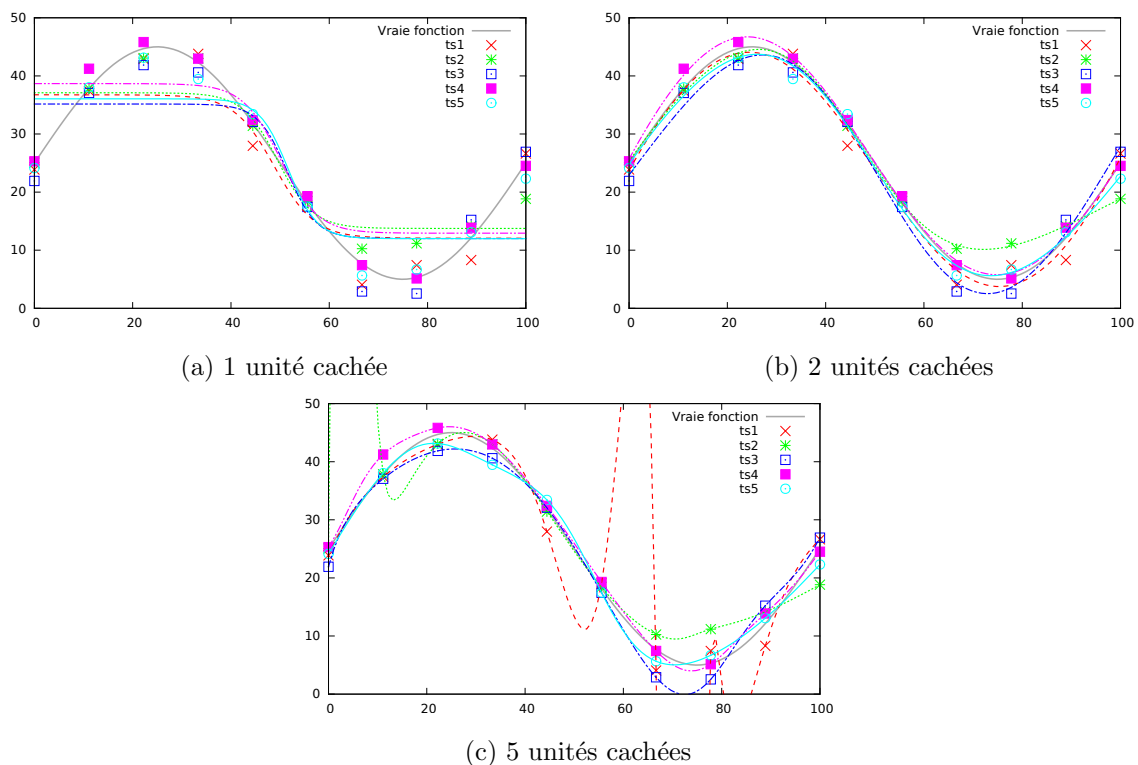 50
40
30
20
10
0
0 20 40 60 80 100
Vraie fonction
ts1
ts2
ts3
ts4
ts5
(a) 1 unité cachée
50
40
30
20
10
0
0 20 40 60 80 100
Vraie fonction
ts1
ts2
ts3
ts4
ts5
(b) 2 unités cachées
50
40
30
20
10
0
0 20 40 60 80 100
Vraie fonction
ts1
ts2
ts3
ts4
ts5
(c) 5 unités cachées